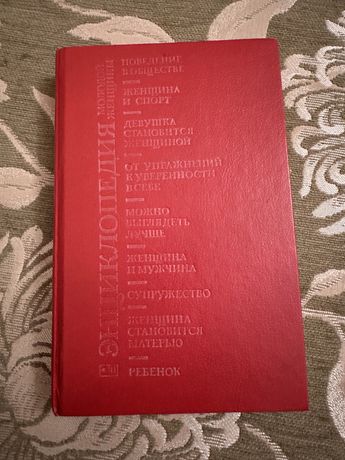 ЭНЦИКЛОПЕДИЯ
МОЛОДОЙ
ЖЕНЩИНЫ
ПОВЕДЕНИЕ
В ОБЩЕСТВЕ
ЖЕНЩИНА
И СПОРТ
ДЕВУШКА
СТАНОВИТСЯ
ЖЕНЩИНОЙ
ОТ УПРАЖНЕНИЙ
К УВЕРЕННОСТИ
В СЕБЕ
МОЖНО
ВЫГЛЯДЕТЬ
ЛУЧШЕ
ЖЕНЩИНА
И МУЖЧИНА
СУПРУЖЕСТВО
ЖЕНЩИНА
СТАНОВИТСЯ
МАТЕРЬЮ
РЕБЕНОК